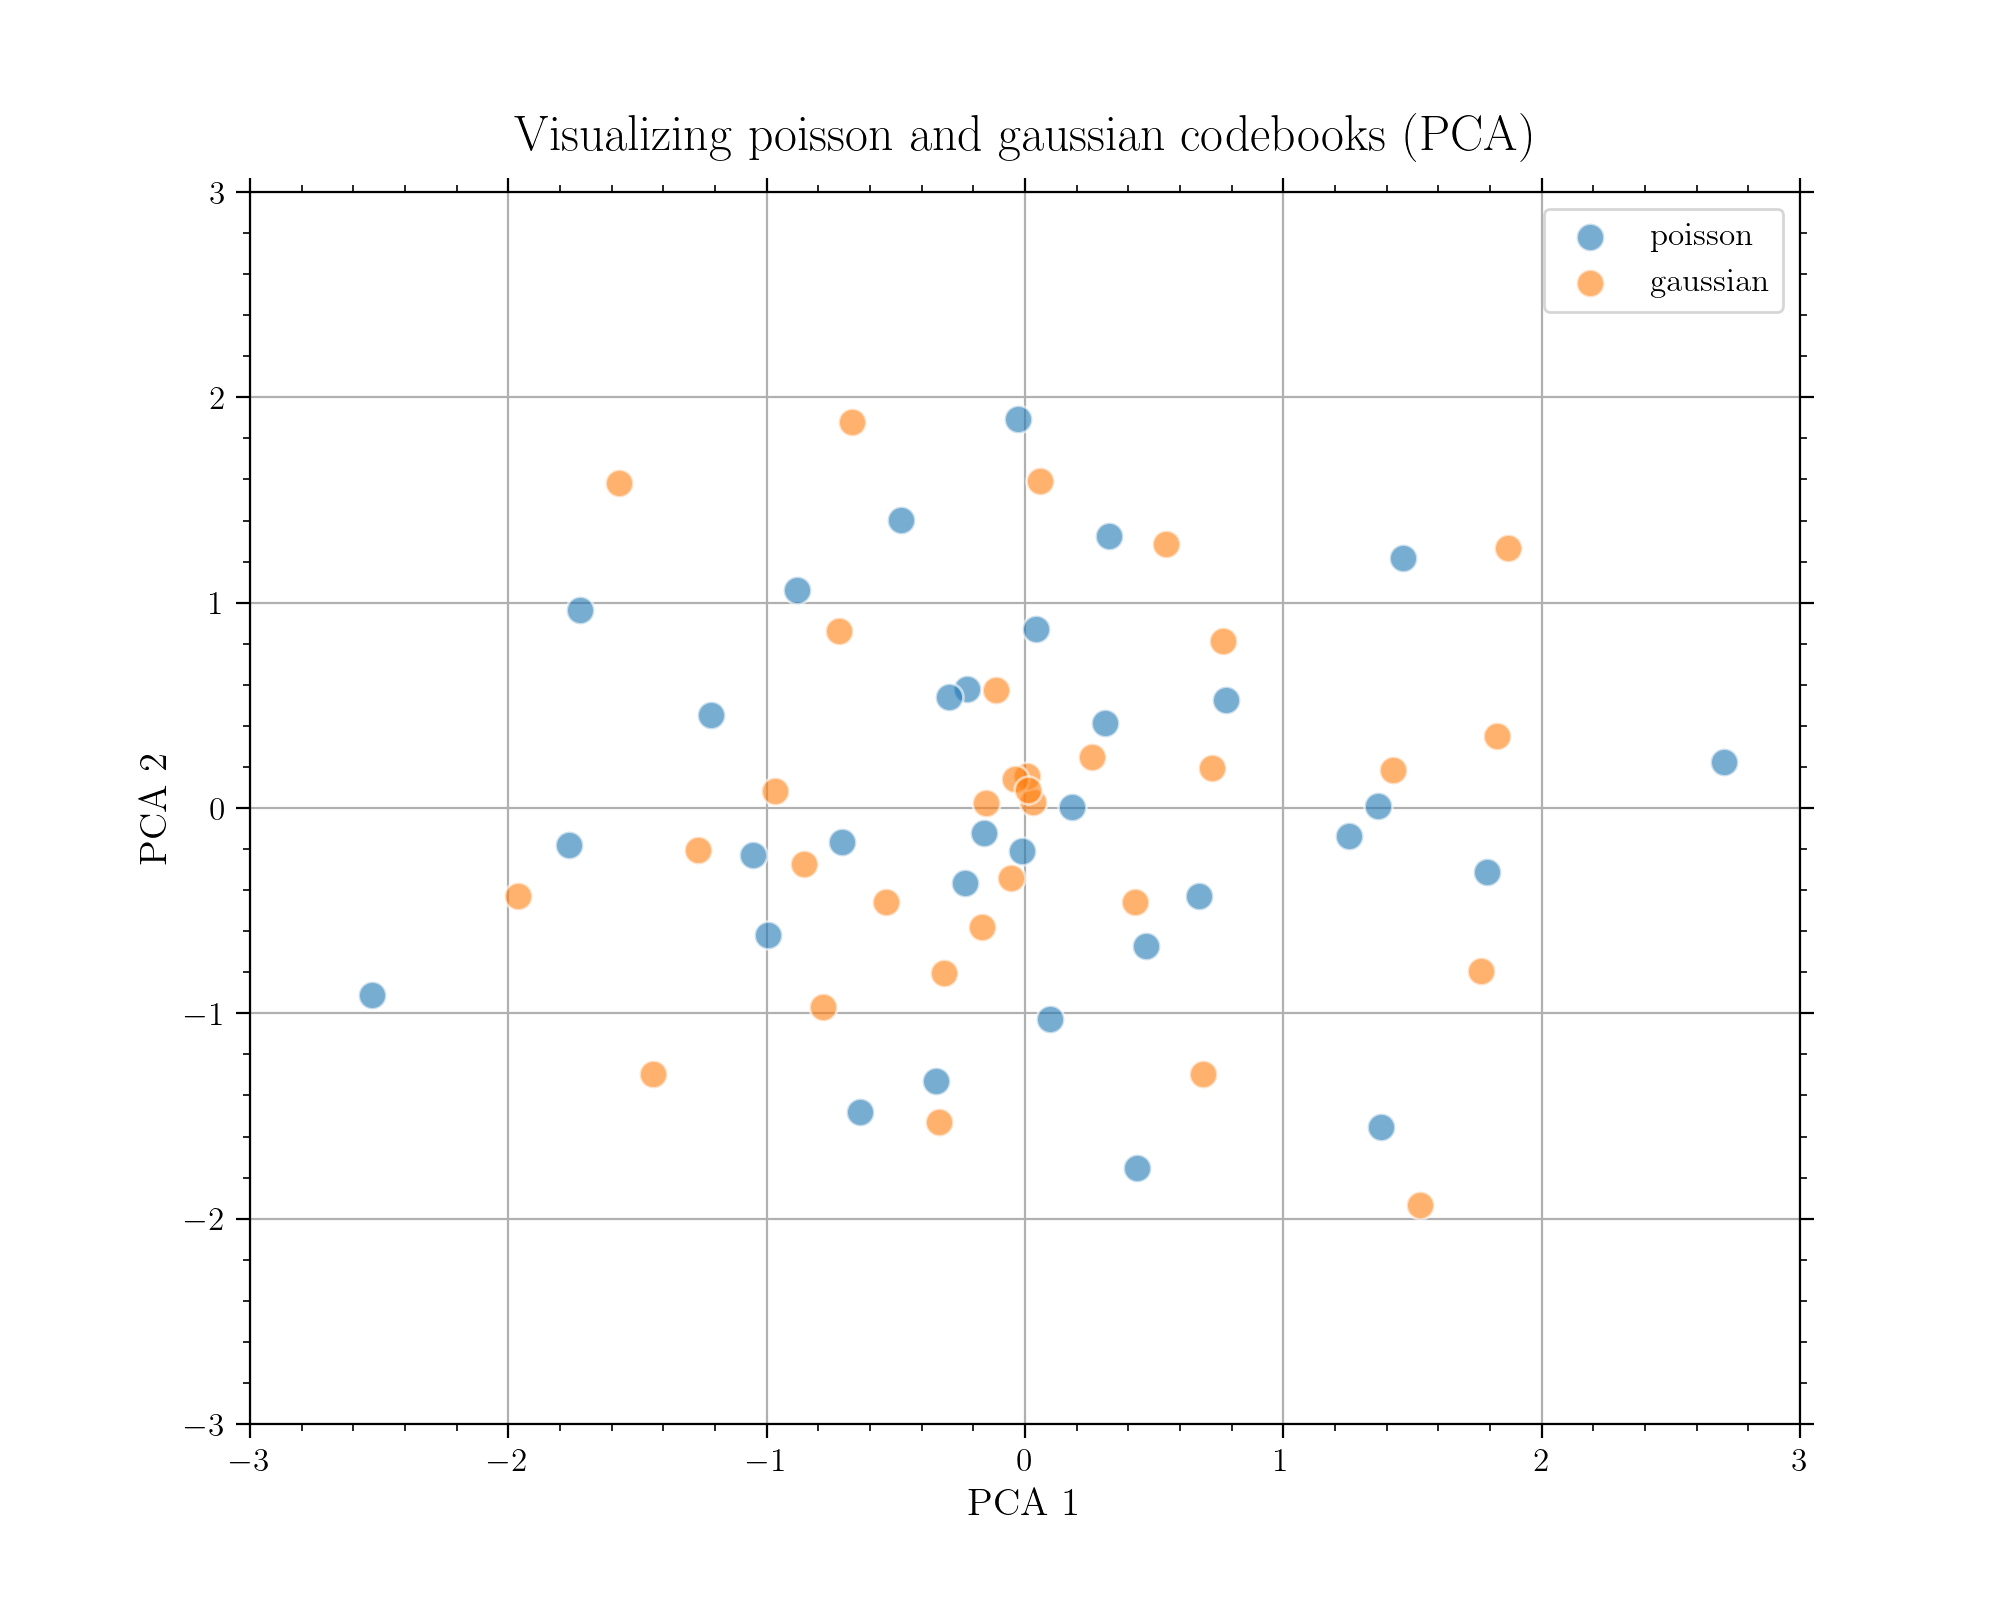 Visualizing poisson and gaussian codebooks (PCA)
poisson
gaussian
3
2
1
0
−1
−2
−3
PCA 2
−3 −2 −1 0 1 2 3
PCA 1